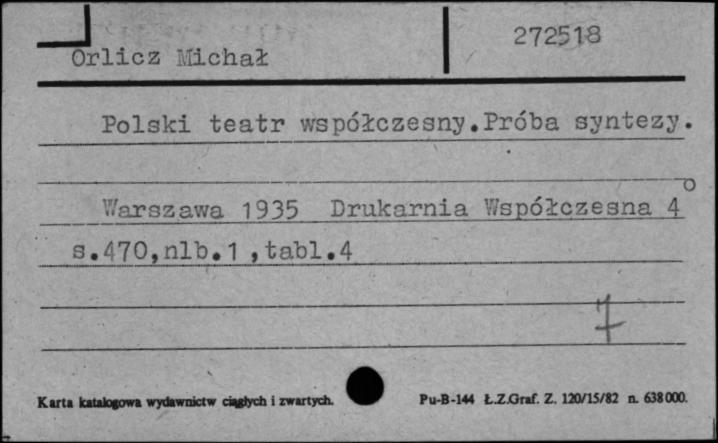 272518
Orlicz Michał
Polski teatr współczesny.Próba syntezy.
Warszawa 1935 Drukarnia Współczesna 4°
s.470,nlb.1,tabl.4
7
Karta katalogowa wydawnictw ciągłych i zwartych. Pu-B-144 Ł.Z.Graf. Z. 120/15/82 n. 638000.